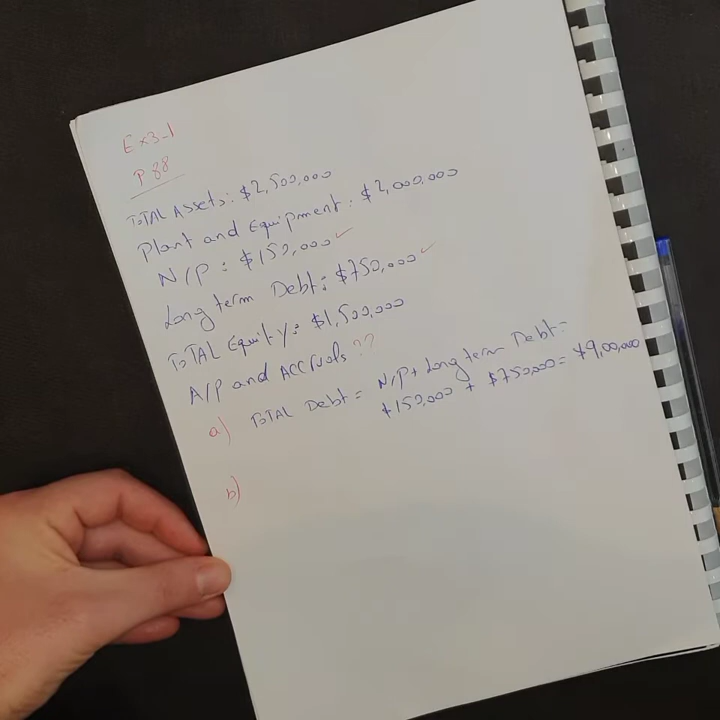 Ex3-1
P.88
TOTAL Assets: $2,500,000
Plant and Equipment: $2,000,000
N/P: $150,000 ✓
Long term Debt: $750,000 ✓
TOTAL Equity: $1,500,000
A/P and Accruals??
a) TOTAL Debt = N/P + Long term Debt =
$150,000 + $750,000 = $9,00,000
b)